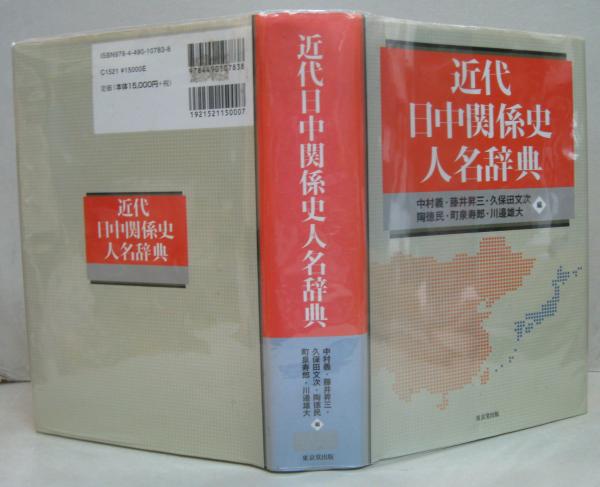 ISBN978-4-490-10783-8
C1521 ¥15000E
定価(本体15,000円+税)
9784490107838
1921521150007
近代
日中関係史
人名辞典
近代日中関係史人名辞典
中村義・藤井昇三・
久保田文次・陶徳民・
町泉寿郎・川邉雄大
編
東京堂出版
近代
日中関係史
人名辞典
中村義・藤井昇三・久保田文次
陶徳民・町泉寿郎・川邉雄大
編
東京堂出版